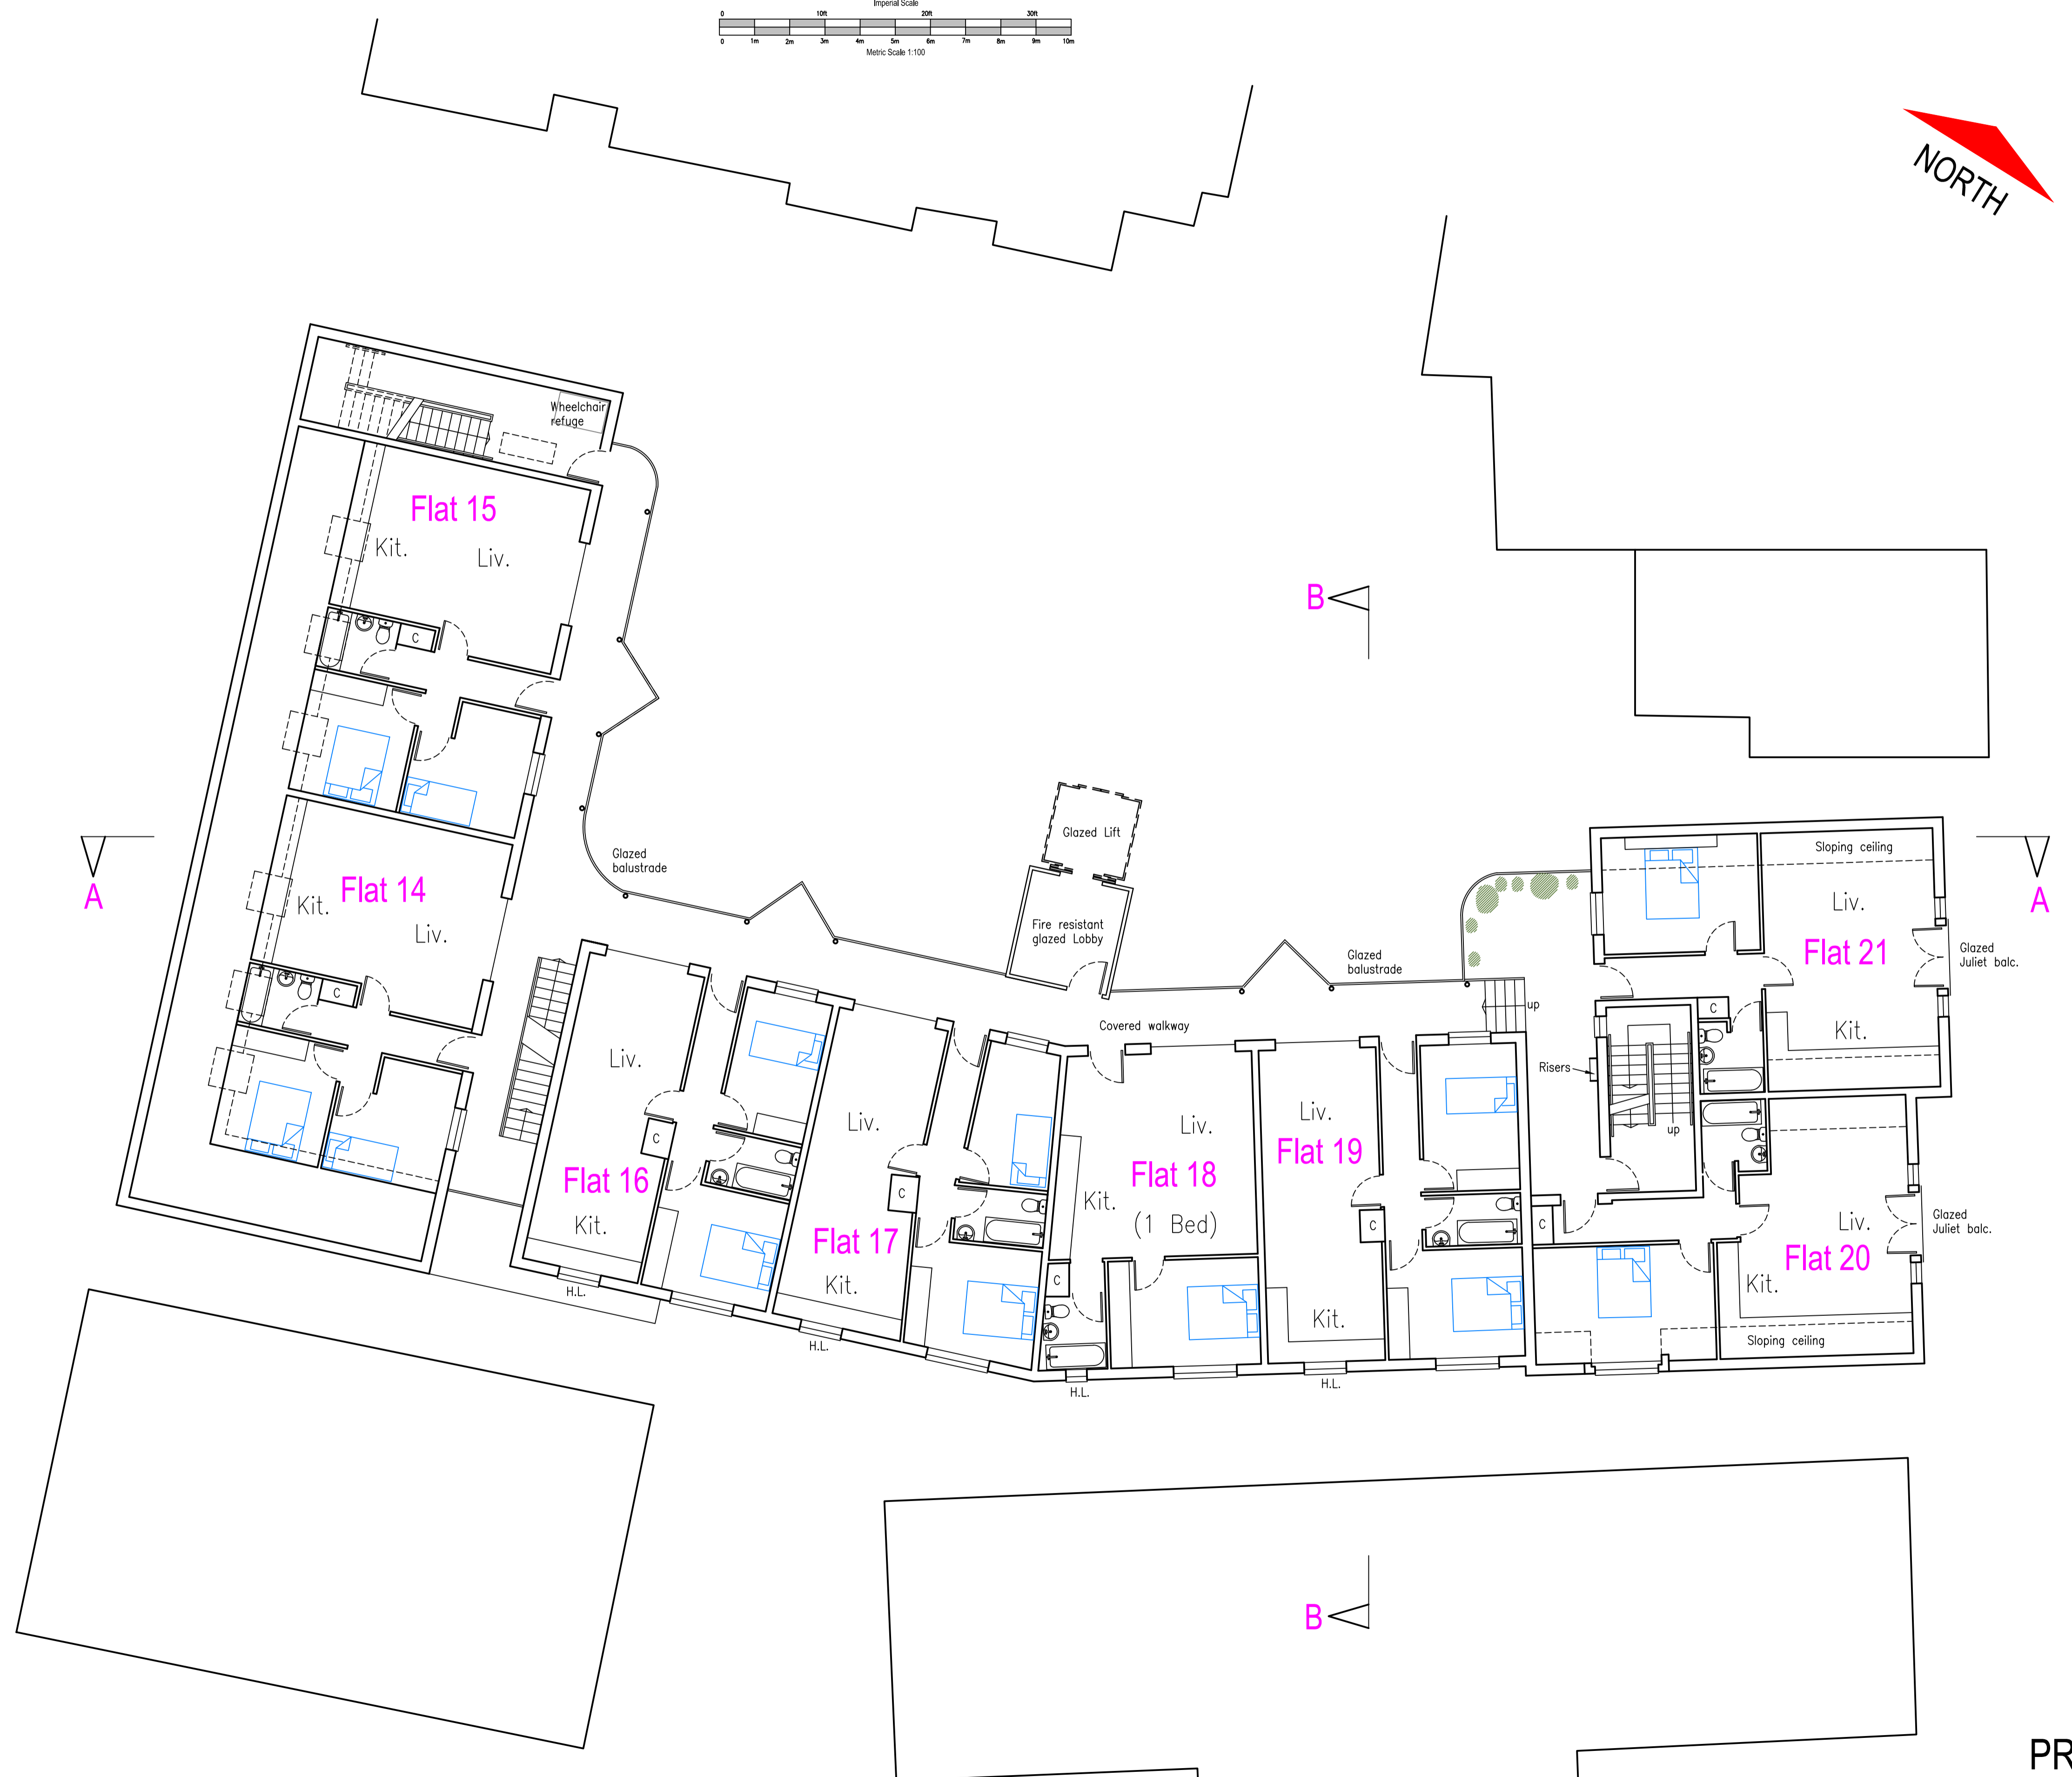 Imperial Scale
0 10ft 20ft 30ft
0 1m 2m 3m 4m 5m 6m 7m 8m 9m 10m
Metric Scale 1:100
NORTH
Wheelchair
refuge
Flat 15
Kit.
Liv.
C
B
A
Flat 14
Kit.
Liv.
C
Glazed
balustrade
Glazed Lift
Fire resistant
glazed Lobby
Glazed
balustrade
Covered walkway
up
Sloping ceiling
Liv.
Flat 21
Kit.
C
Glazed
Juliet balc.
A
Risers
up
Liv.
C
Flat 16
Kit.
H.L.
Liv.
C
Flat 17
Kit.
H.L.
Liv.
Flat 18
Kit.
(1 Bed)
C
H.L.
Liv.
Flat 19
C
Kit.
H.L.
C
Liv.
Flat 20
Kit.
Sloping ceiling
Glazed
Juliet balc.
B
PR